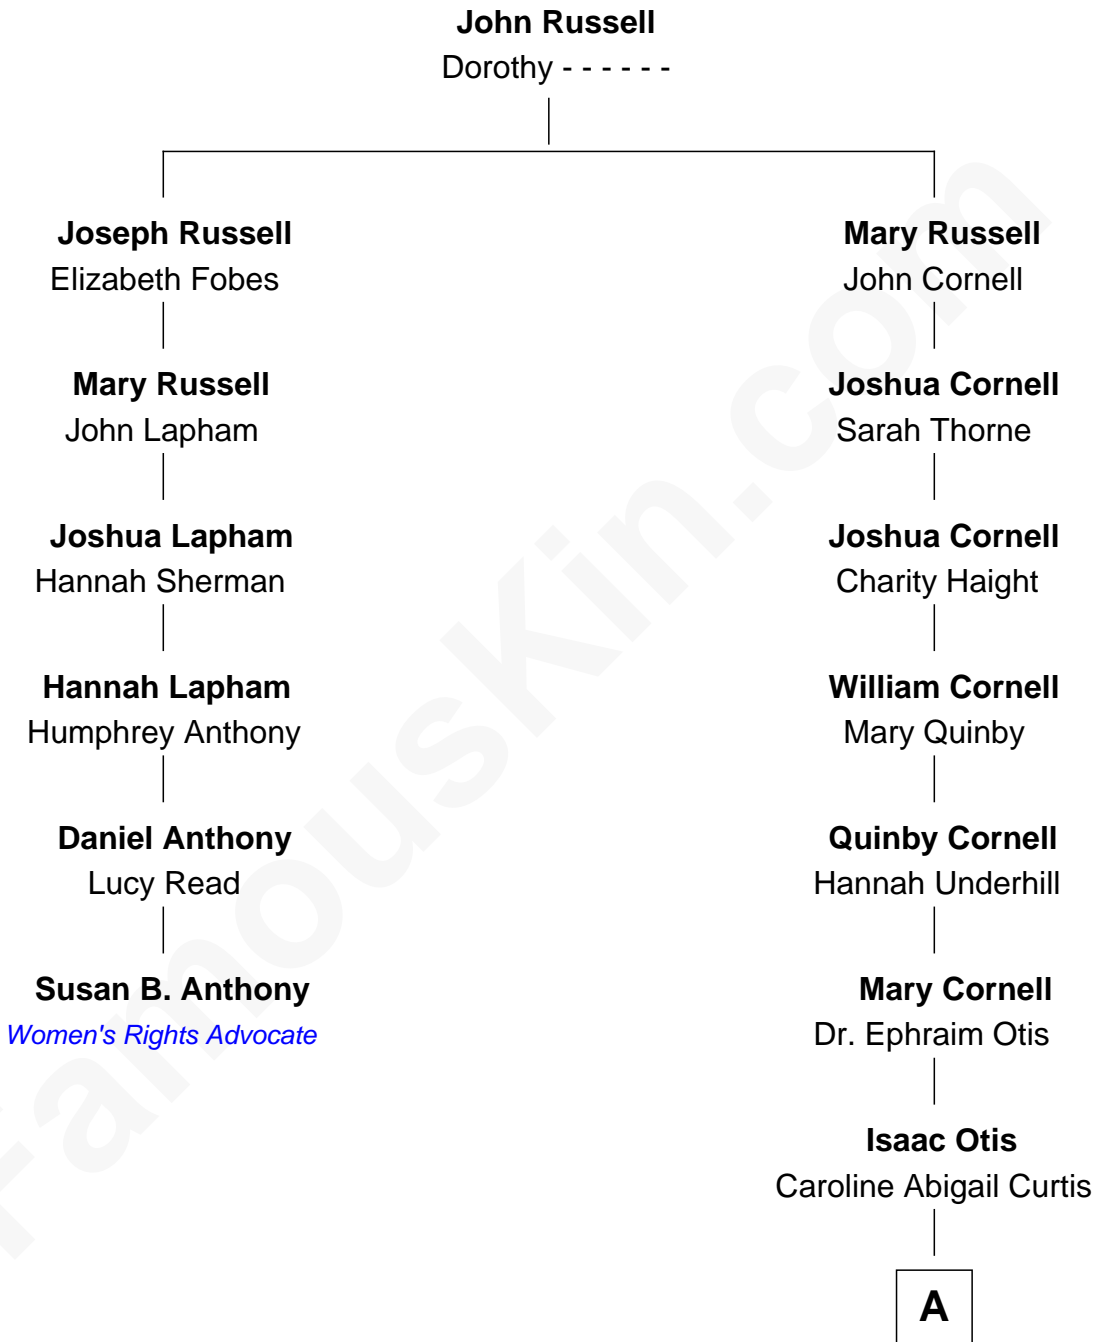 John Russell
Dorothy - - - - - -
Joseph Russell
Elizabeth Fobes
Mary Russell
John Cornell
Mary Russell
John Lapham
Joshua Cornell
Sarah Thorne
Joshua Lapham
Hannah Sherman
Joshua Cornell
Charity Haight
Hannah Lapham
Humphrey Anthony
William Cornell
Mary Quinby
Daniel Anthony
Lucy Read
Quinby Cornell
Hannah Underhill
Susan B. Anthony
Women's Rights Advocate
Mary Cornell
Dr. Ephraim Otis
Isaac Otis
Caroline Abigail Curtis
A
FamousKin.com